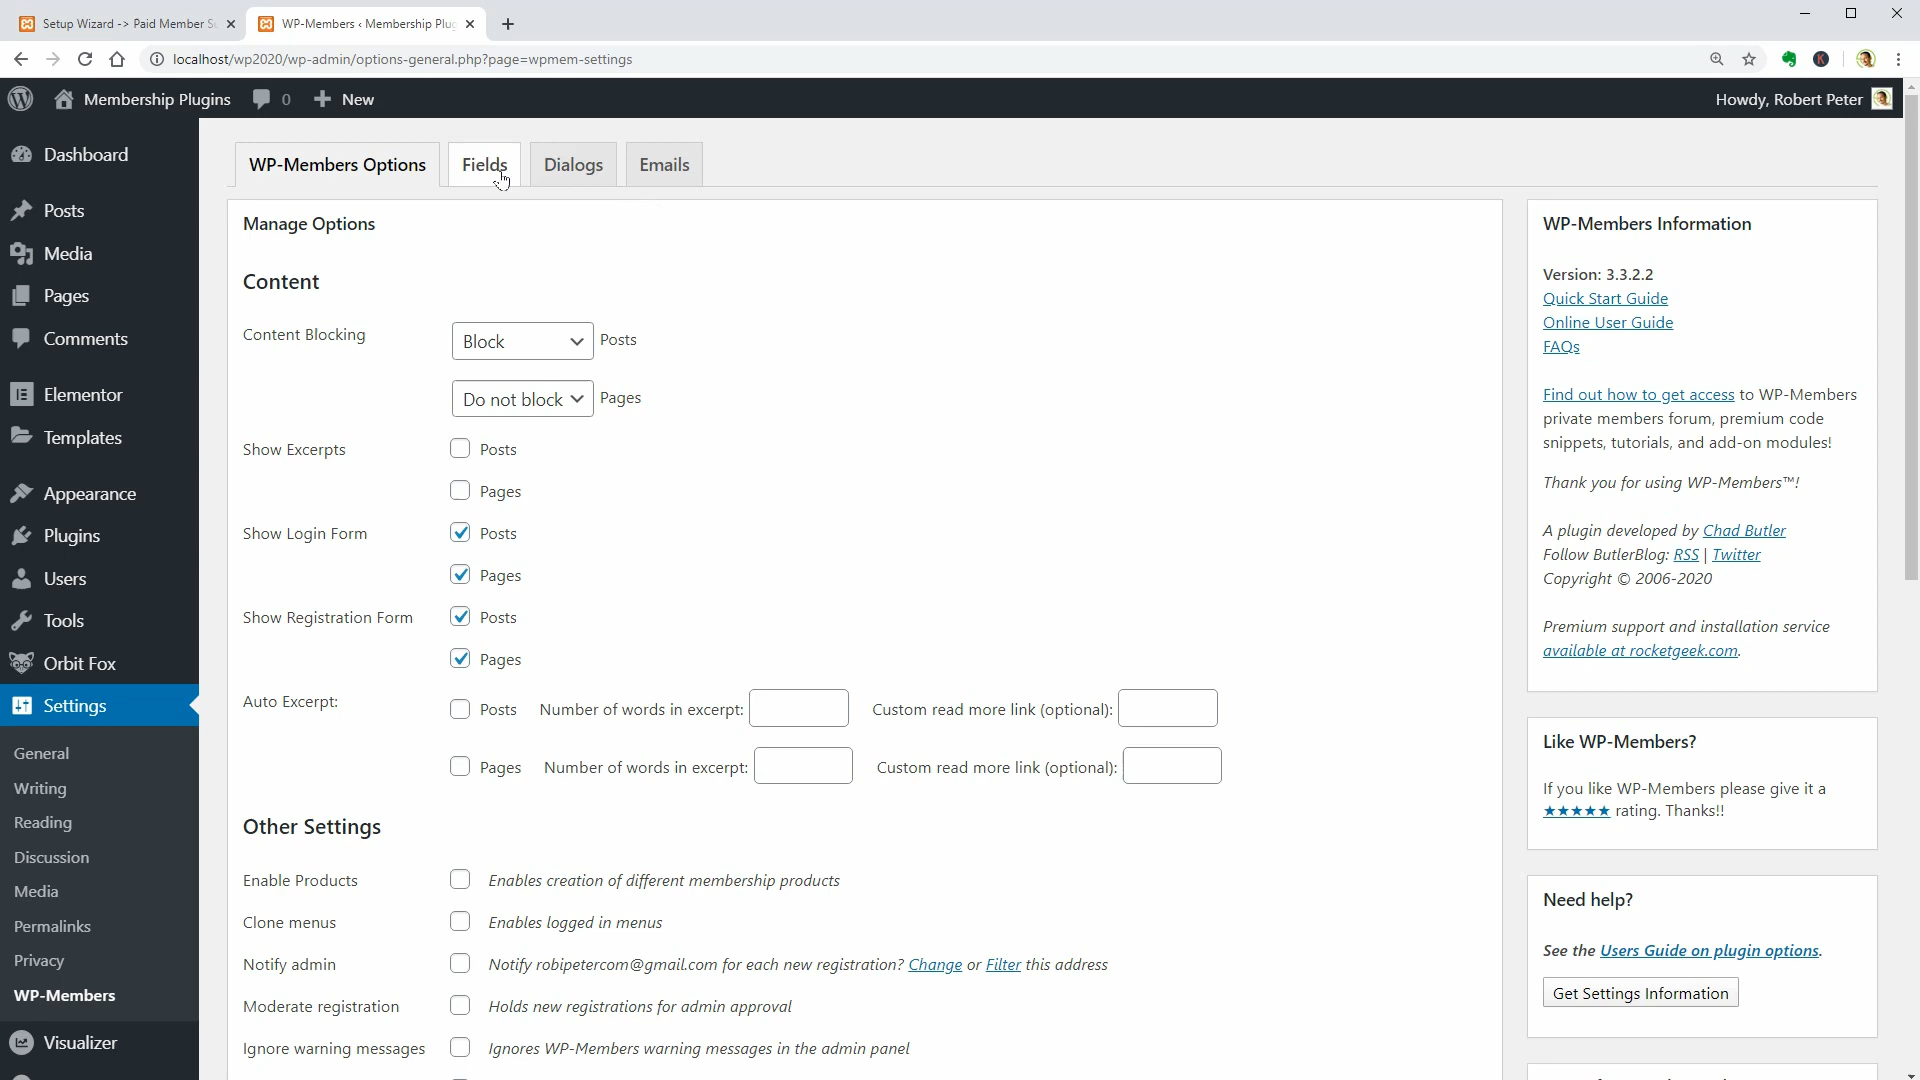 Setup Wizard -> Paid Member S
WP-Members ‹ Membership Plug
localhost/wp2020/wp-admin/options-general.php?page=wpmem-settings
K
Membership Plugins
0
New
Howdy, Robert Peter
Dashboard
Posts
Media
Pages
Comments
Elementor
Templates
Appearance
Plugins
Users
Tools
Orbit Fox
Settings
General
Writing
Reading
Discussion
Media
Permalinks
Privacy
WP-Members
Visualizer
WP-Members Options
Fields
Dialogs
Emails
Manage Options
Content
Content Blocking
Block
Posts
Do not block
Pages
Show Excerpts
Posts
Pages
Show Login Form
Posts
Pages
Show Registration Form
Posts
Pages
Auto Excerpt:
Posts Number of words in excerpt: Custom read more link (optional):
Pages Number of words in excerpt: Custom read more link (optional):
Other Settings
Enable Products Enables creation of different membership products
Clone menus Enables logged in menus
Notify admin Notify robipetercom@gmail.com for each new registration? Change or Filter this address
Moderate registration Holds new registrations for admin approval
Ignore warning messages Ignores WP-Members warning messages in the admin panel
WP-Members Information
Version: 3.3.2.2
Quick Start Guide
Online User Guide
FAQs
Find out how to get access to WP-Members
private members forum, premium code
snippets, tutorials, and add-on modules!
Thank you for using WP-Members™!
A plugin developed by Chad Butler
Follow ButlerBlog: RSS | Twitter
Copyright © 2006-2020
Premium support and installation service
available at rocketgeek.com.
Like WP-Members?
If you like WP-Members please give it a
★★★★★ rating. Thanks!!
Need help?
See the Users Guide on plugin options.
Get Settings Information